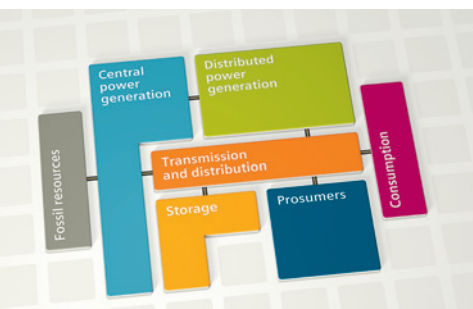 Fossil resources
Central
power
generation
Distributed
power
generation
Transmission
and distribution
Storage
Prosumers
Consumption